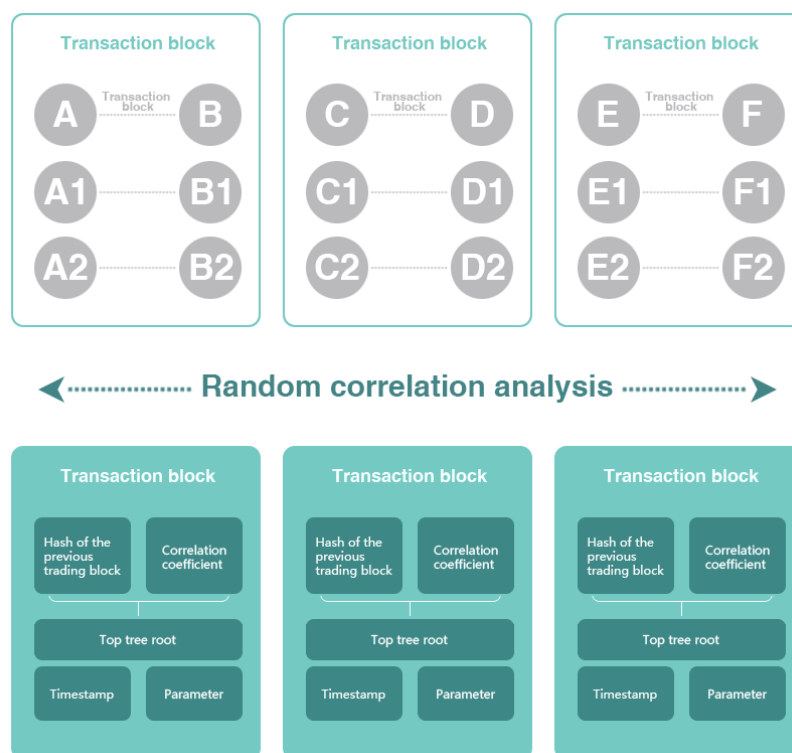 Transaction block
Transaction block
Transaction block
A
Transaction
block
B
C
Transaction
block
D
E
Transaction
block
F
A1
B1
C1
D1
E1
F1
A2
B2
C2
D2
E2
F2
Random correlation analysis
Transaction block
Transaction block
Transaction block
Hash of the
previous
trading block
Correlation
coefficient
Hash of the
previous
trading block
Correlation
coefficient
Hash of the
previous
trading block
Correlation
coefficient
Top tree root
Top tree root
Top tree root
Timestamp
Parameter
Timestamp
Parameter
Timestamp
Parameter